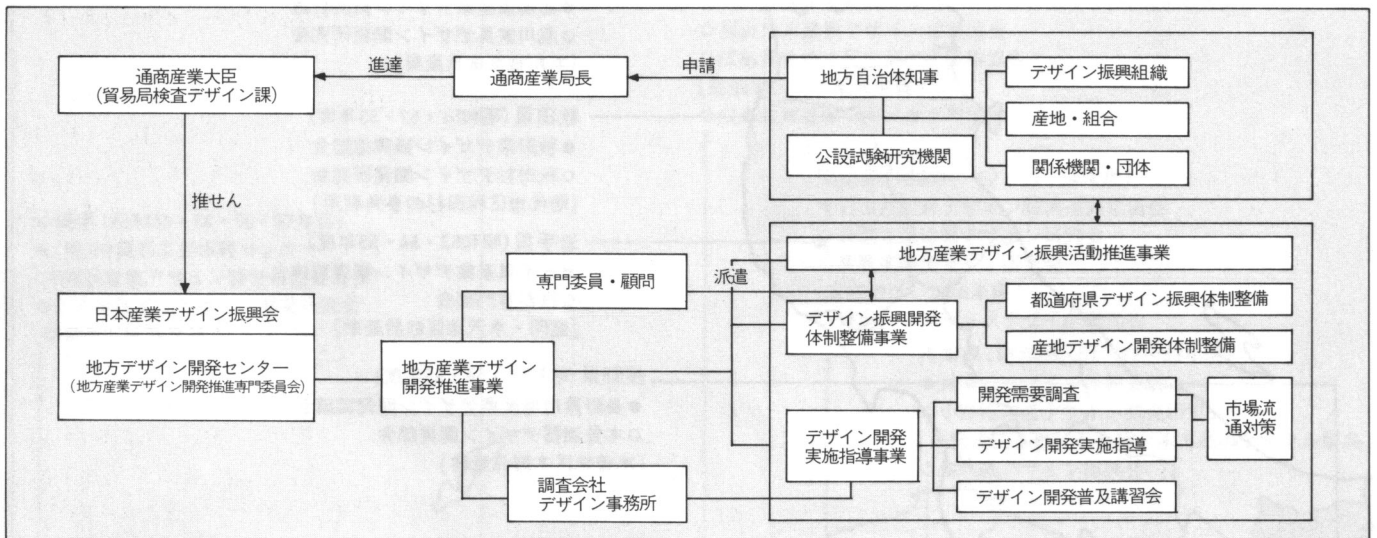 通商産業大臣
(貿易局検査デザイン課)
進達
通商産業局長
申請
地方自治体知事
デザイン振興組織
産地・組合
公設試験研究機関
関係機関・団体
推せん
地方産業デザイン振興活動推進事業
専門委員・顧問
派遣
都道府県デザイン振興体制整備
日本産業デザイン振興会
デザイン振興開発
体制整備事業
産地デザイン開発体制整備
地方デザイン開発センター
(地方産業デザイン開発推進専門委員会)
地方産業デザイン
開発推進事業
開発需要調査
市場流
通対策
デザイン開発
実施指導事業
デザイン開発実施指導
調査会社
デザイン事務所
デザイン開発普及講習会